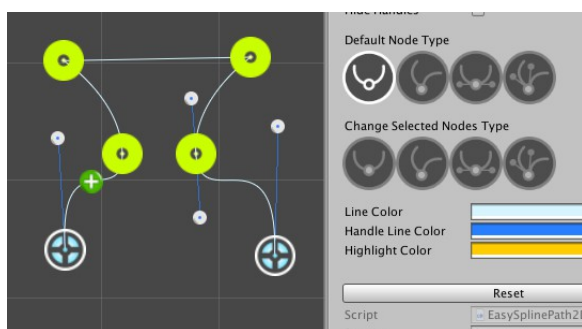 Hide Handles
Default Node Type
Change Selected Nodes Type
Line Color
Handle Line Color
Highlight Color
Reset
Script
EasySplinePath2